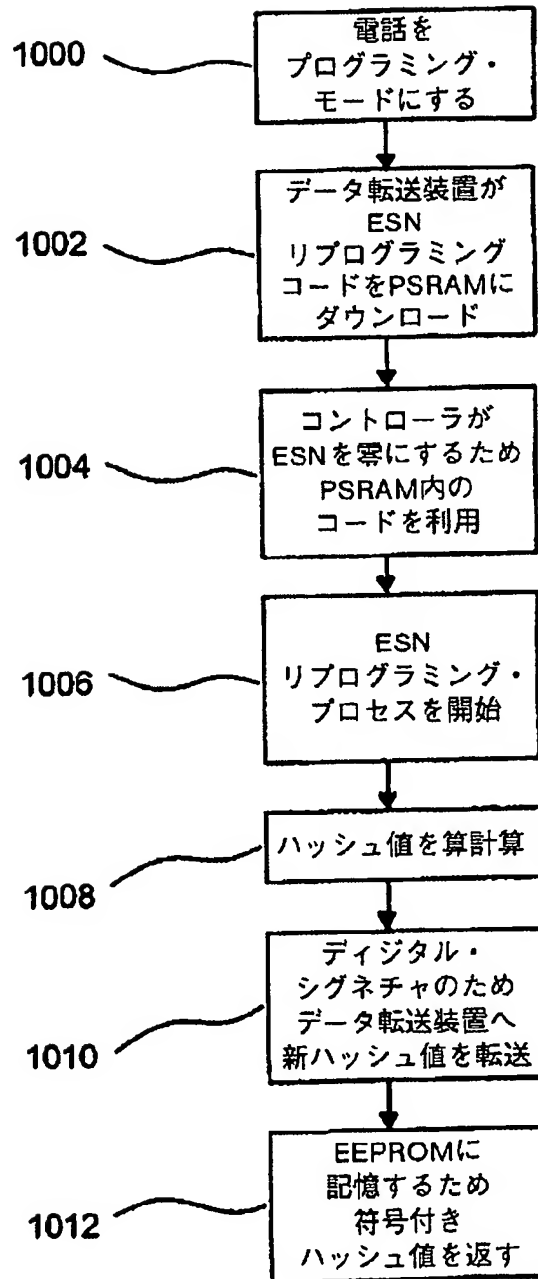 1000
電話を
プログラミング・
モードにする
1002
データ転送装置が
ESN
リプログラミング
コードをPSRAMに
ダウンロード
1004
コントローラが
ESNを零にするため
PSRAM内の
コードを利用
1006
ESN
リプログラミング・
プロセスを開始
1008
ハッシュ値を算計算
1010
ディジタル・
シグネチャのため
データ転送装置へ
新ハッシュ値を転送
1012
EEPROMに
記憶するため
符号付き
ハッシュ値を返す